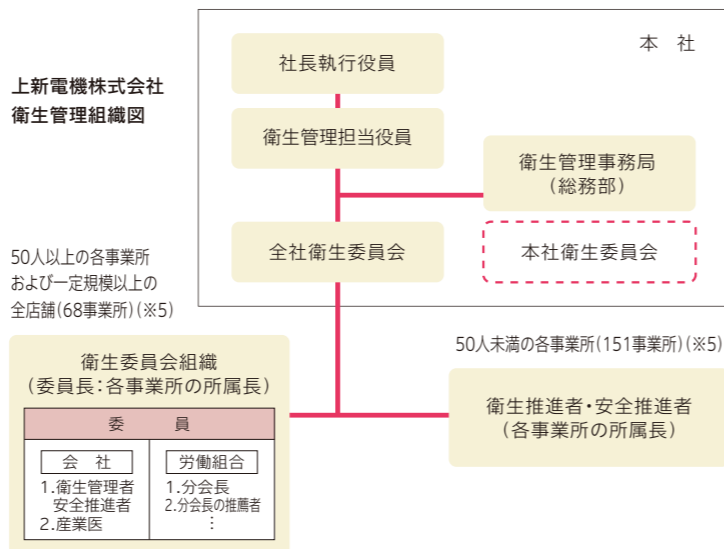 上新電機株式会社
衛生管理組織図
本 社
社長執行役員
衛生管理担当役員
衛生管理事務局
(総務部)
全社衛生委員会
本社衛生委員会
50人以上の各事業所
および一定規模以上の
全店舗(68事業所)(※5)
衛生委員会組織
(委員長:各事業所の所属長)
委 員
会 社
1.衛生管理者
安全推進者
2.産業医
労働組合
1.分会長
2.分会長の推薦者
⋮
50人未満の各事業所(151事業所)(※5)
衛生推進者・安全推進者
(各事業所の所属長)